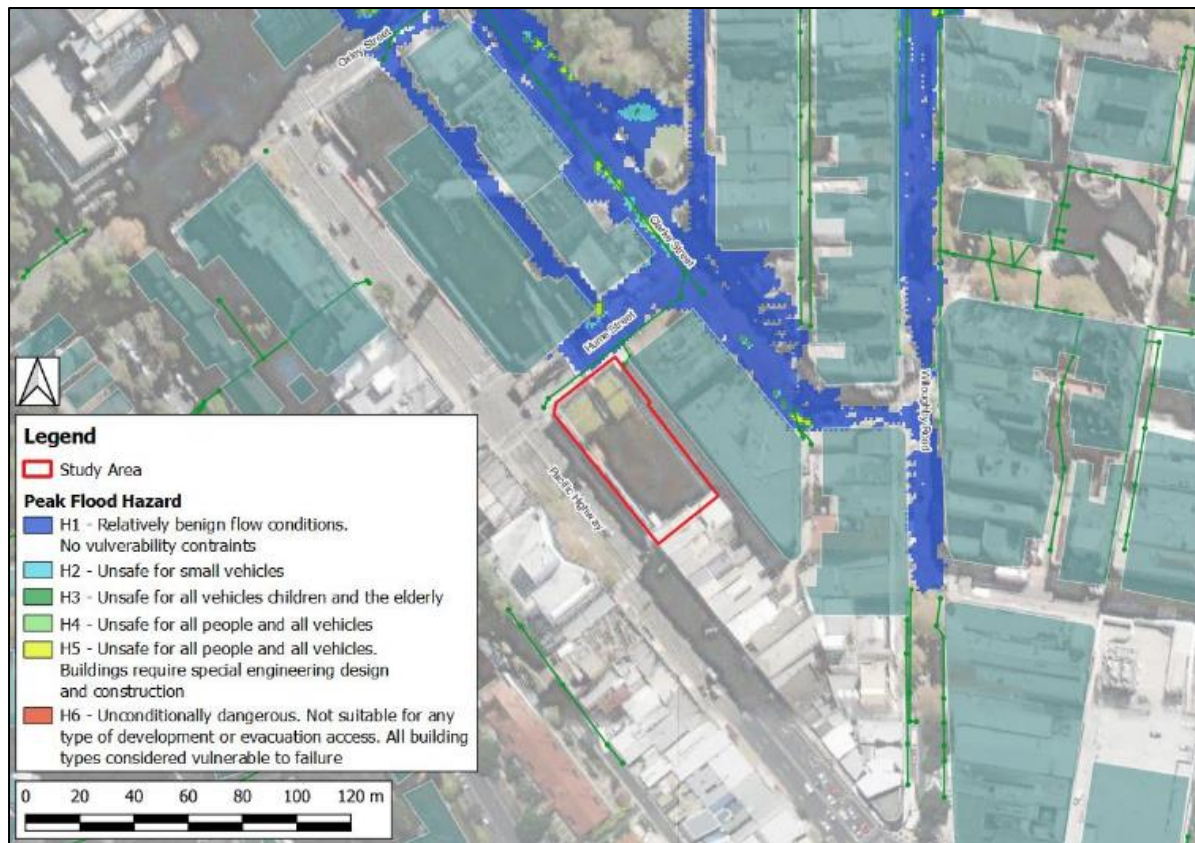 Oxley Street
Clarke Street
Hume Street
Willoughby Road
Pacific Highway
Legend
Study Area
Peak Flood Hazard
H1 - Relatively benign flow conditions.
No vulverability contraints
H2 - Unsafe for small vehicles
H3 - Unsafe for all vehicles children and the elderly
H4 - Unsafe for all people and all vehicles
H5 - Unsafe for all people and all vehicles.
Buildings require special engineering design
and construction
H6 - Unconditionally dangerous. Not suitable for any
type of development or evacuation access. All building
types considered vulnerable to failure
0 20 40 60 80 100 120 m